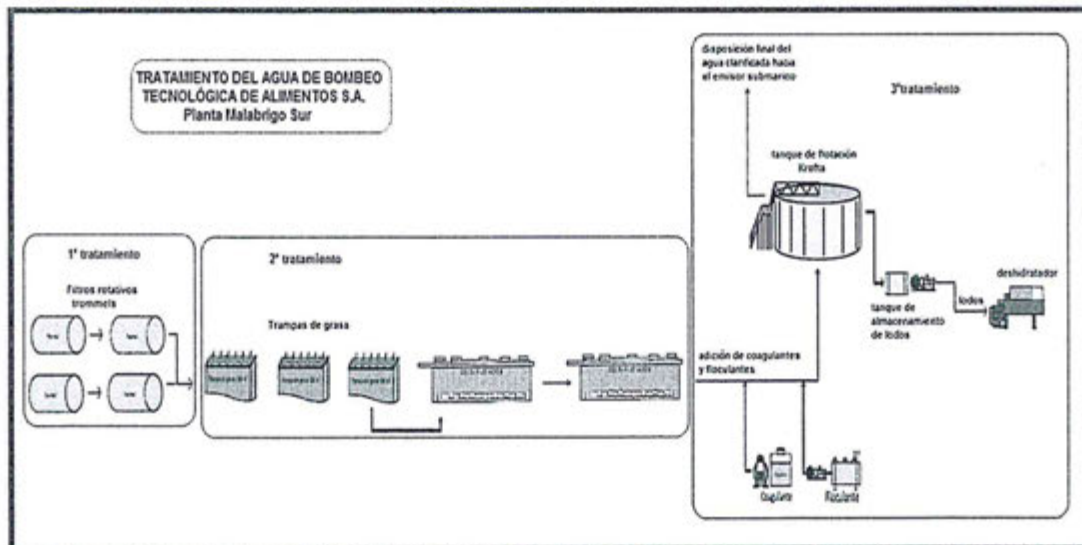 TRATAMIENTO DEL AGUA DE BOMBEO
TECNOLÓGICA DE ALIMENTOS S.A.
Planta Malabrigo Sur
1° tratamiento
Filtros rotativos
trommels
2° tratamiento
Trampas de grasa
disposición final del
agua clarificada hacia
el emisor submarino
3° tratamiento
tanque de flotación
Krofta
deshidratador
lodos
tanque de
almacenamiento
de lodos
adición de coagulantes
y floculantes
Coagulante
floculante